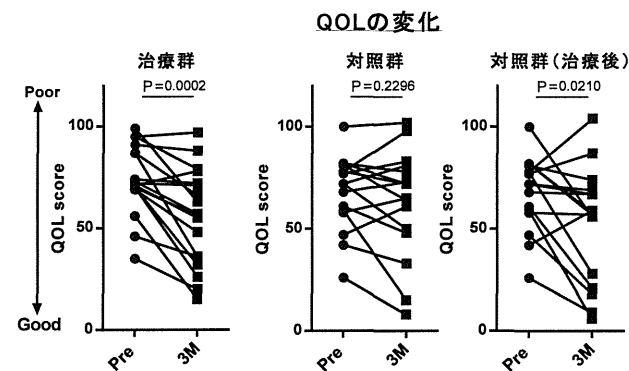 QOLの変化
治療群
対照群
対照群(治療後)
P=0.0002
P=0.2296
P=0.0210
Poor
Good
QOL score
100
50
0
Pre
3M
QOL score
100
50
0
Pre
3M
QOL score
100
50
0
Pre
3M